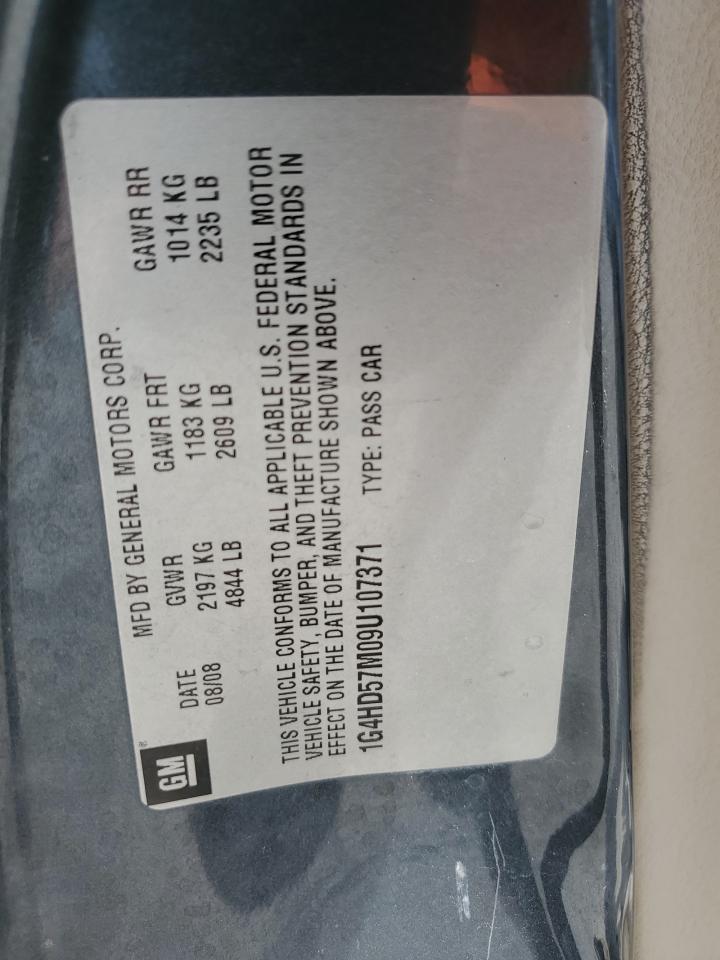 GM
MFD BY GENERAL MOTORS CORP.
DATE GVWR GAWR FRT GAWR RR
08/08 2197 KG 1183 KG 1014 KG
4844 LB 2609 LB 2235 LB
THIS VEHICLE CONFORMS TO ALL APPLICABLE U.S. FEDERAL MOTOR
VEHICLE SAFETY, BUMPER, AND THEFT PREVENTION STANDARDS IN
EFFECT ON THE DATE OF MANUFACTURE SHOWN ABOVE.
1G4HD57M09U107371 TYPE: PASS CAR